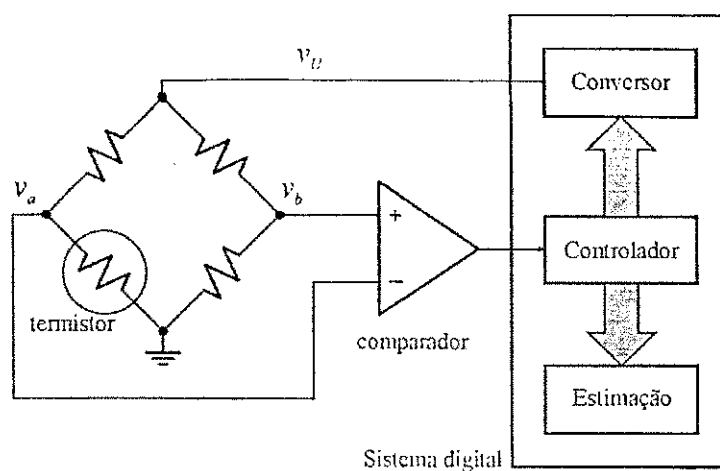 v_U
Conversor
v_a
v_b
+
−
Controlador
termistor
comparador
Estimação
Sistema digital